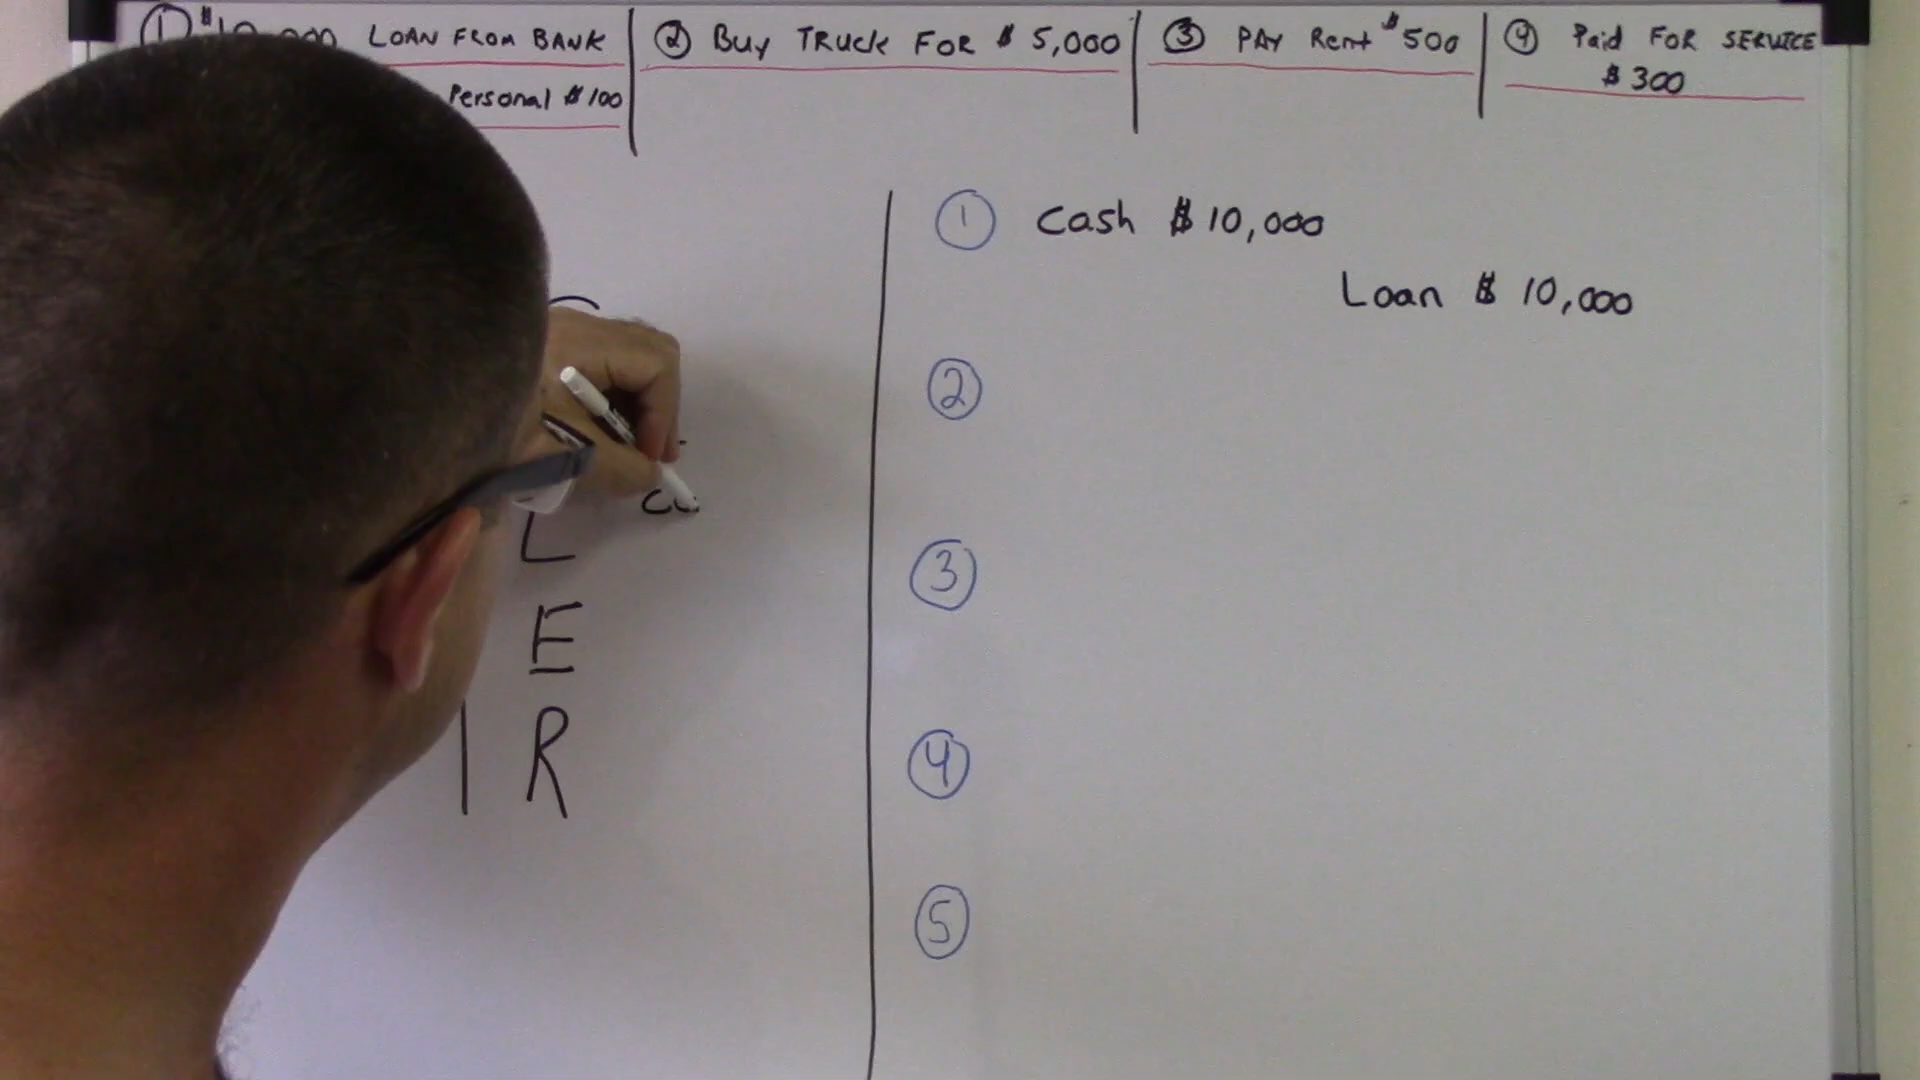 ① $10,000 LOAN FROM BANK
Personal $100
② Buy TRUCK FOR $5,000
③ PAY Rent $500
④ Paid FOR SERVICE
$300
① Cash $10,000
Loan $10,000
②
③
④
⑤
L
E
R